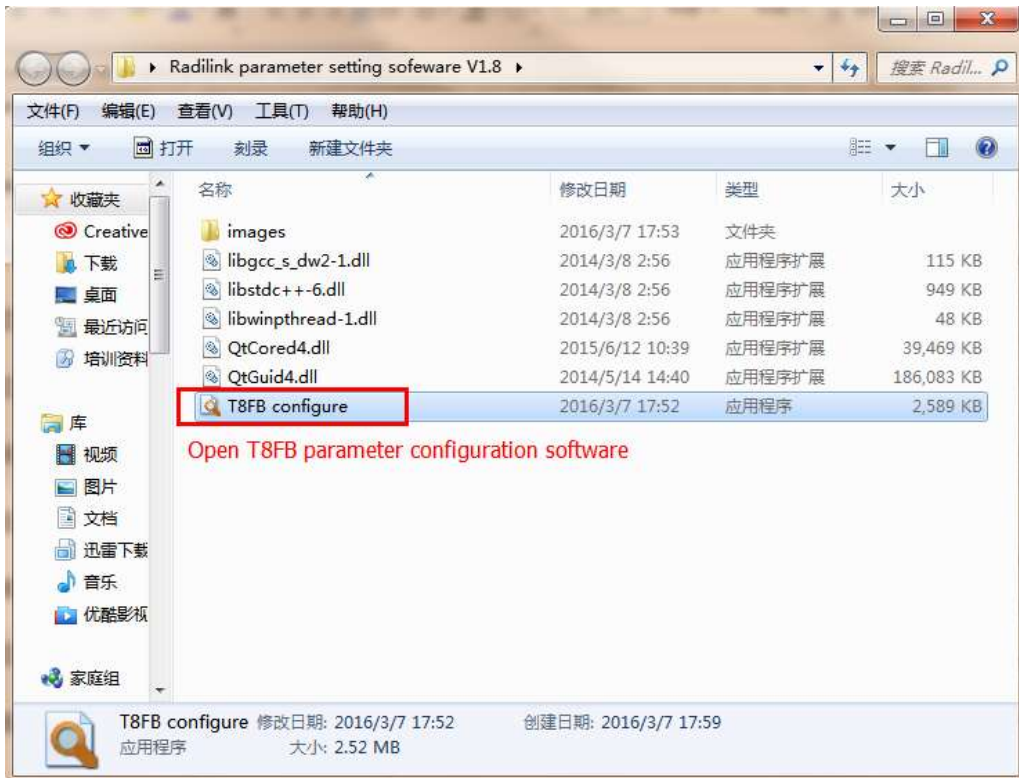 Radilink parameter setting sofeware V1.8
搜索 Radil...
文件(F) 编辑(E) 查看(V) 工具(T) 帮助(H)
组织 打开 刻录 新建文件夹
名称 修改日期 类型 大小
收藏夹
Creative
下载
桌面
最近访问
培训资料
库
视频
图片
文档
迅雷下载
音乐
优酷影视
家庭组
images 2016/3/7 17:53 文件夹
libgcc_s_dw2-1.dll 2014/3/8 2:56 应用程序扩展 115 KB
libstdc++-6.dll 2014/3/8 2:56 应用程序扩展 949 KB
libwinpthread-1.dll 2014/3/8 2:56 应用程序扩展 48 KB
QtCored4.dll 2015/6/12 10:39 应用程序扩展 39,469 KB
QtGuid4.dll 2014/5/14 14:40 应用程序扩展 186,083 KB
T8FB configure 2016/3/7 17:52 应用程序 2,589 KB
Open T8FB parameter configuration software
T8FB configure 修改日期: 2016/3/7 17:52 创建日期: 2016/3/7 17:59
应用程序 大小: 2.52 MB